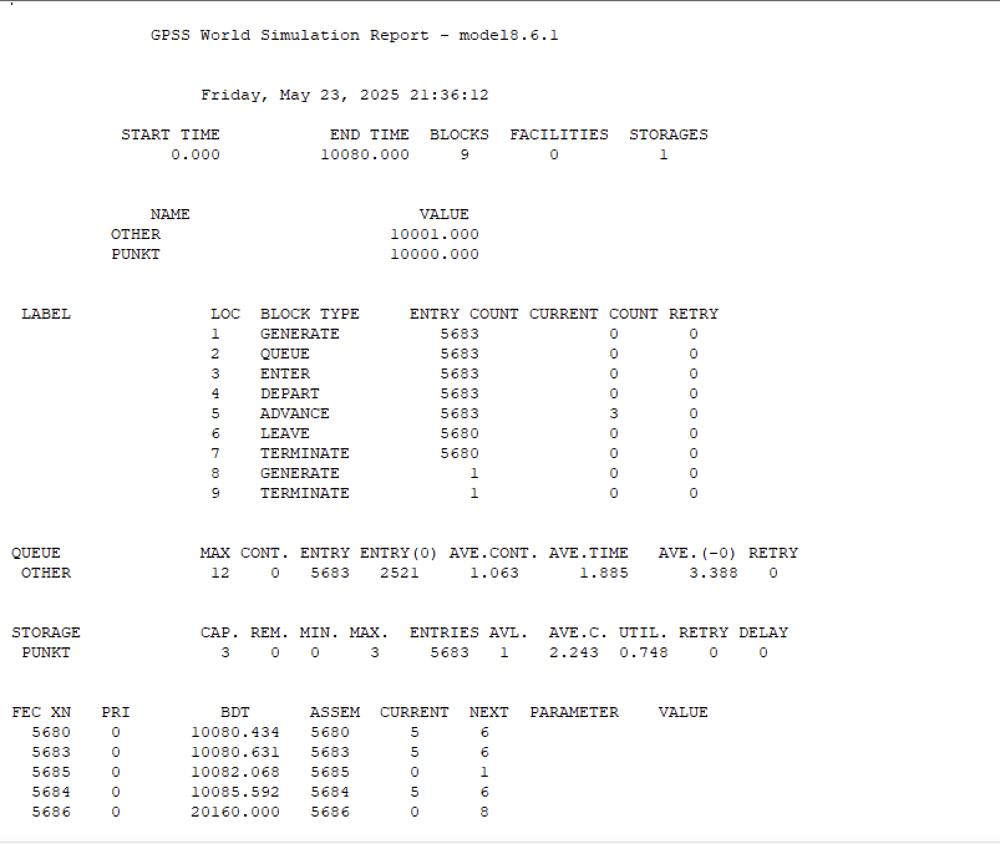 GPSS World Simulation Report - model8.6.1
Friday, May 23, 2025 21:36:12
START TIME END TIME BLOCKS FACILITIES STORAGES
0.000 10080.000 9 0 1
NAME VALUE
OTHER 10001.000
PUNKT 10000.000
LABEL LOC BLOCK TYPE ENTRY COUNT CURRENT COUNT RETRY
1 GENERATE 5683 0 0
2 QUEUE 5683 0 0
3 ENTER 5683 0 0
4 DEPART 5683 0 0
5 ADVANCE 5683 3 0
6 LEAVE 5680 0 0
7 TERMINATE 5680 0 0
8 GENERATE 1 0 0
9 TERMINATE 1 0 0
QUEUE MAX CONT. ENTRY ENTRY(0) AVE.CONT. AVE.TIME AVE.(-0) RETRY
OTHER 12 0 5683 2521 1.063 1.885 3.388 0
STORAGE CAP. REM. MIN. MAX. ENTRIES AVL. AVE.C. UTIL. RETRY DELAY
PUNKT 3 0 0 3 5683 1 2.243 0.748 0 0
FEC XN PRI BDT ASSEM CURRENT NEXT PARAMETER VALUE
5680 0 10080.434 5680 5 6
5683 0 10080.631 5683 5 6
5685 0 10082.068 5685 0 1
5684 0 10085.592 5684 5 6
5686 0 20160.000 5686 0 8